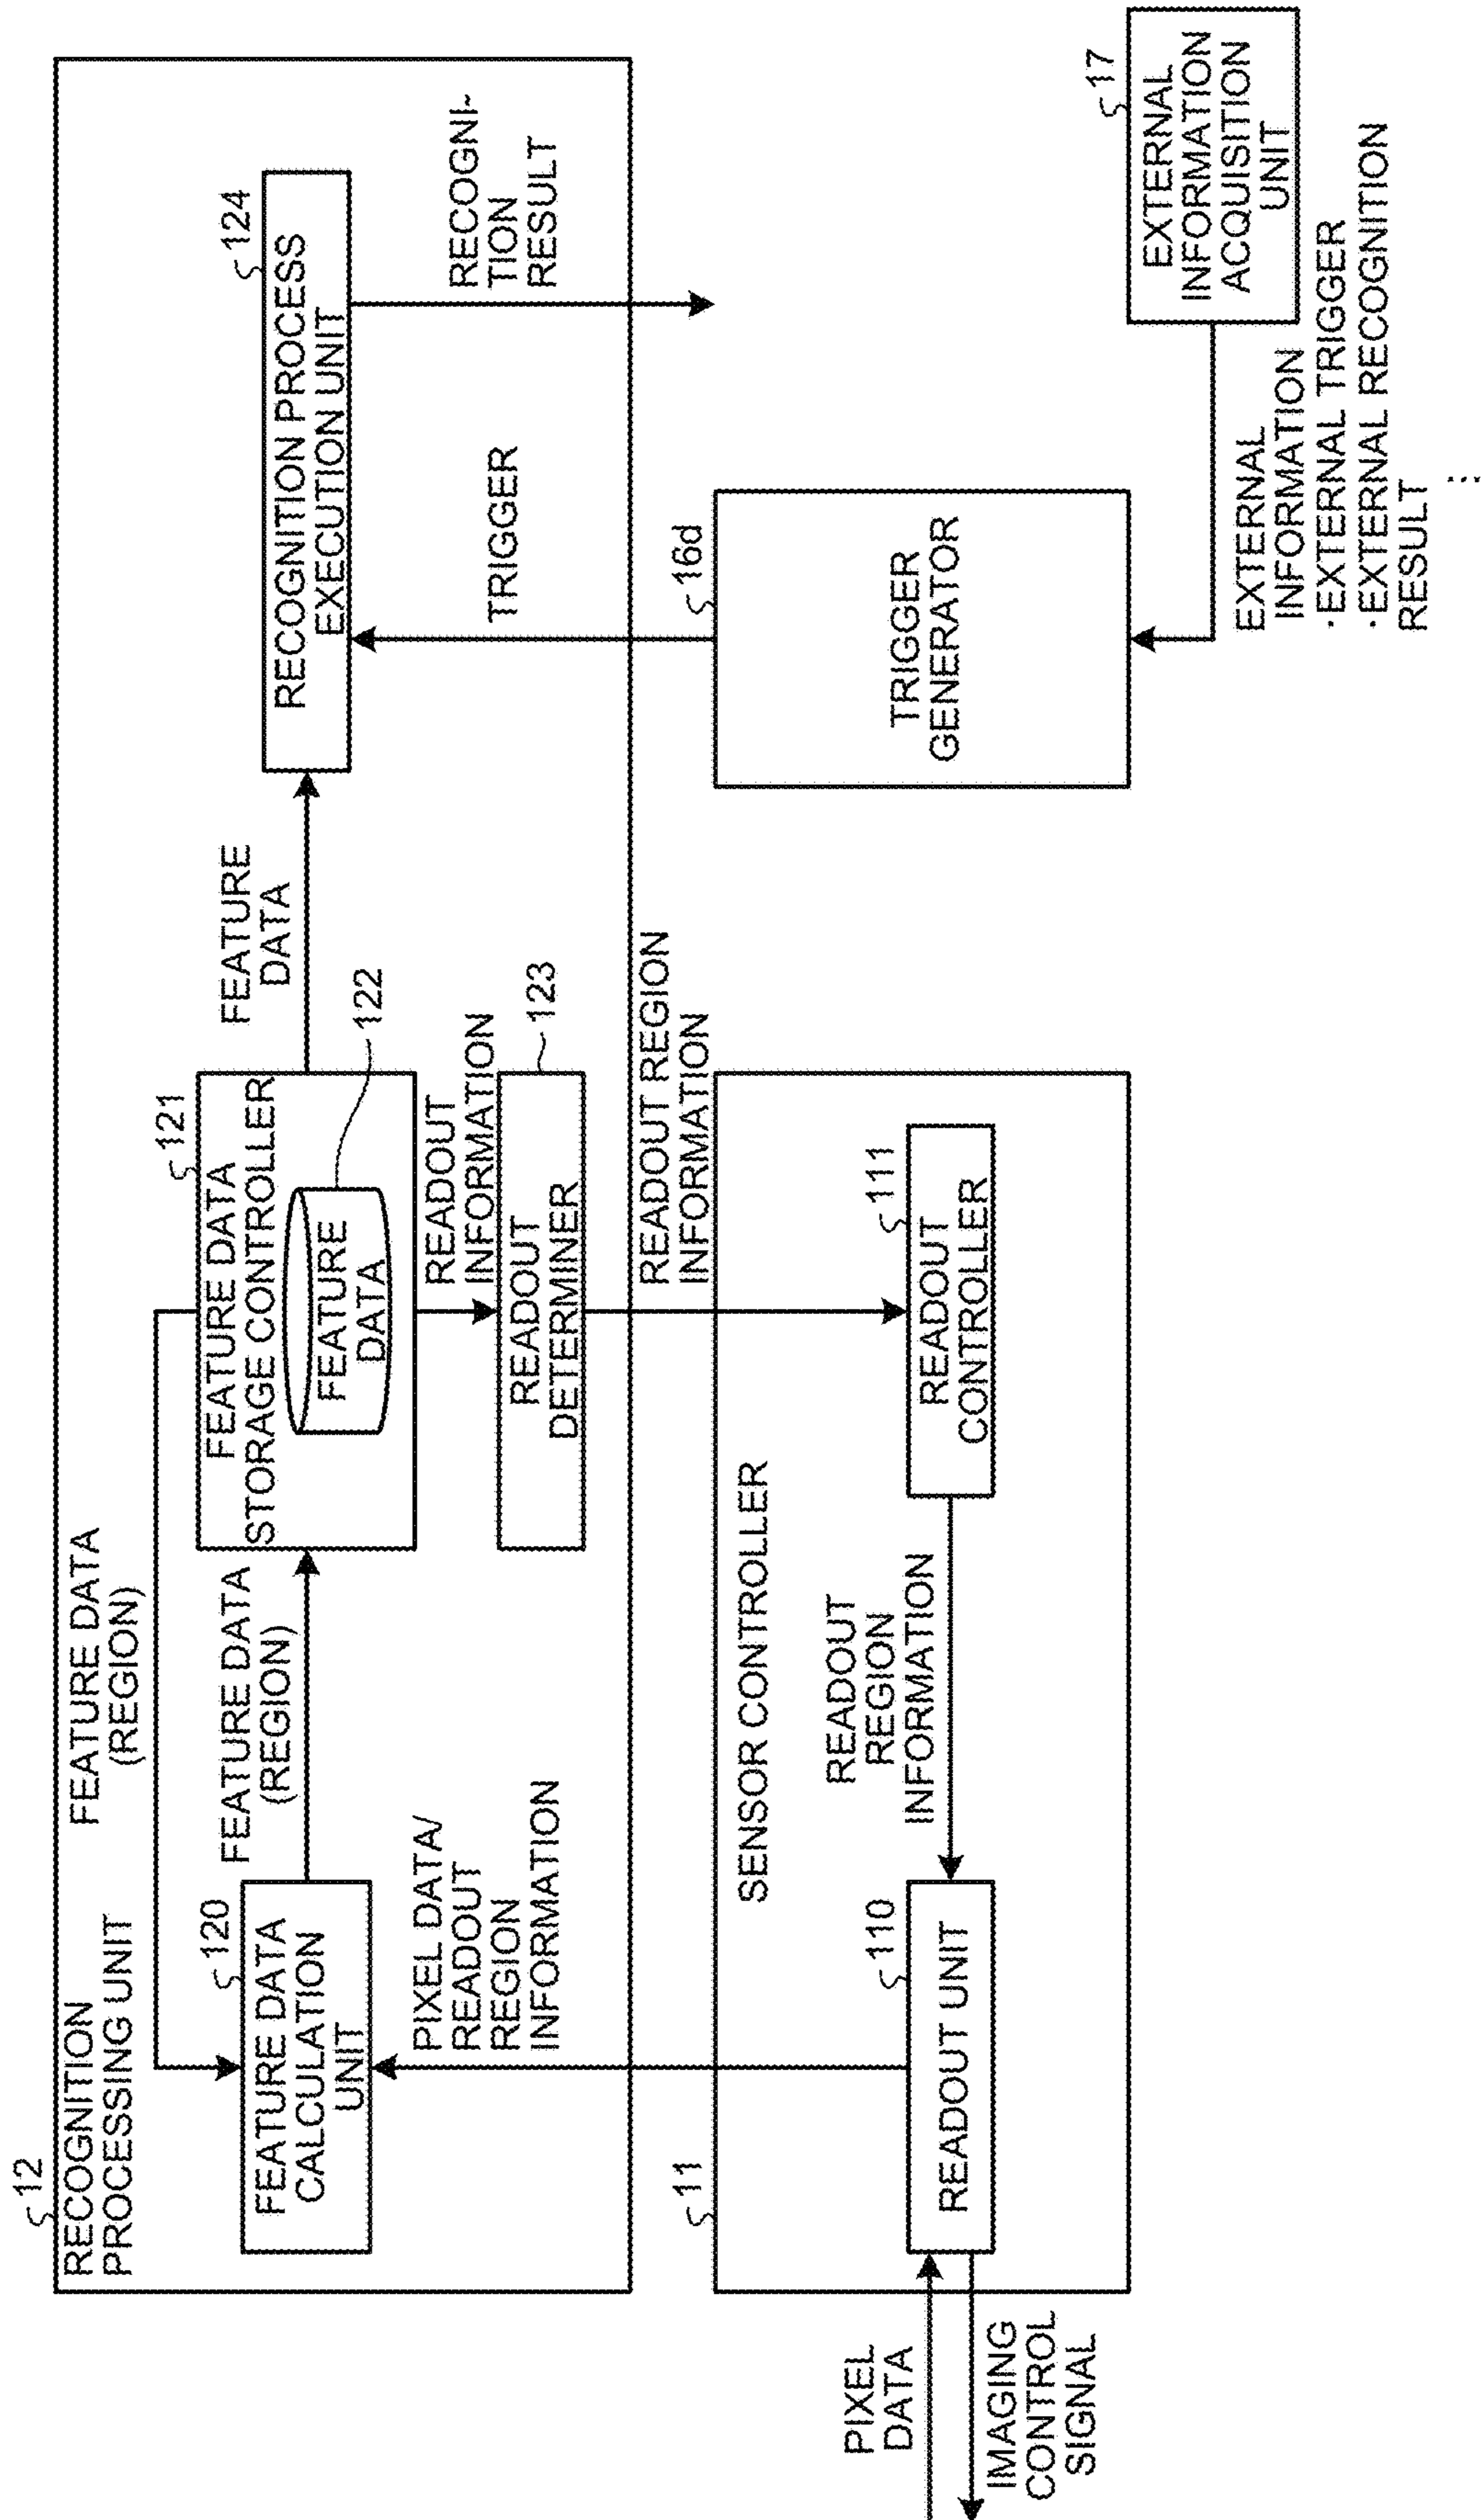 12
RECOGNITION
PROCESSING UNIT
FEATURE DATA
(REGION)
120
FEATURE DATA
CALCULATION
UNIT
FEATURE DATA
(REGION)
121
FEATURE DATA
STORAGE CONTROLLER
FEATURE
DATA
122
FEATURE
DATA
124
RECOGNITION PROCESS
EXECUTION UNIT
PIXEL DATA/
READOUT
REGION
INFORMATION
READOUT
INFORMATION
READOUT
DETERMINER
123
TRIGGER
RECOGNI-
TION
RESULT
READOUT REGION
INFORMATION
11
SENSOR CONTROLLER
110
READOUT UNIT
READOUT
REGION
INFORMATION
111
READOUT
CONTROLLER
16d
TRIGGER
GENERATOR
17
EXTERNAL
INFORMATION
ACQUISITION
UNIT
PIXEL
DATA
IMAGING
CONTROL
SIGNAL
EXTERNAL
INFORMATION
· EXTERNAL TRIGGER
· EXTERNAL RECOGNITION
RESULT
⋮